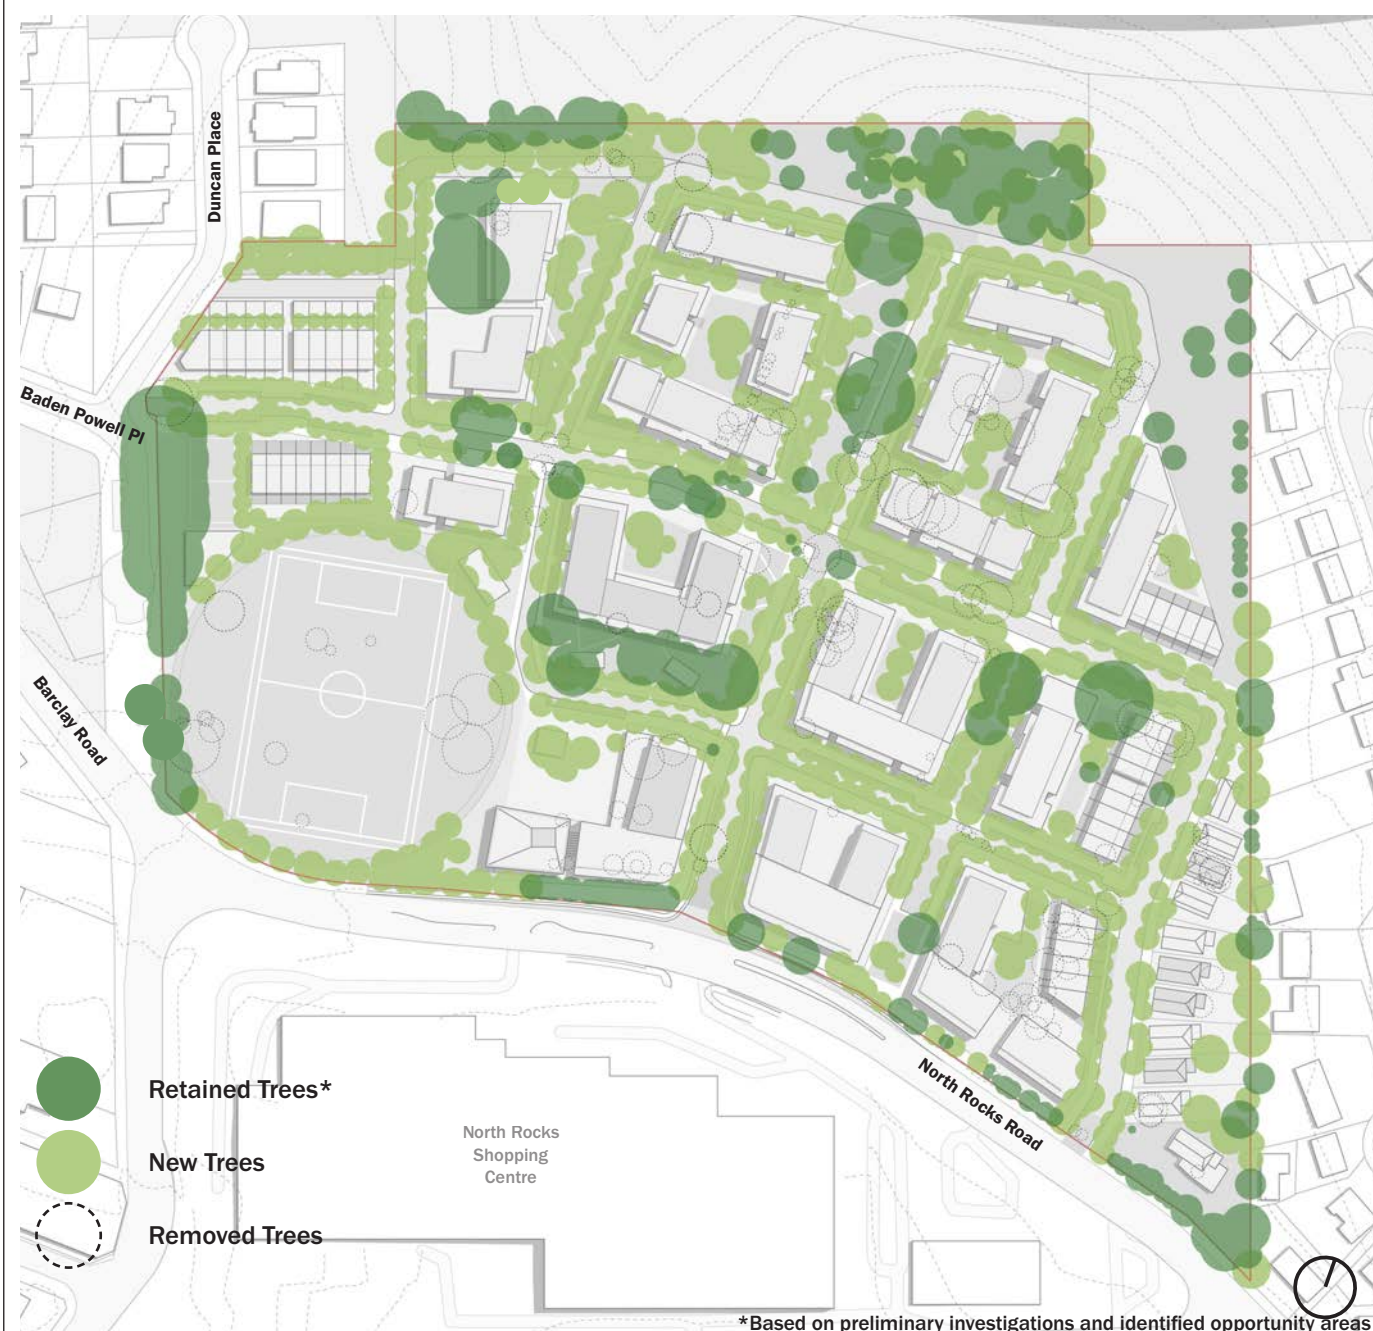 Duncan Place
Baden Powell Pl
Barclay Road
North Rocks Road
Retained Trees*
New Trees
Removed Trees
North Rocks
Shopping
Centre
*Based on preliminary investigations and identified opportunity areas